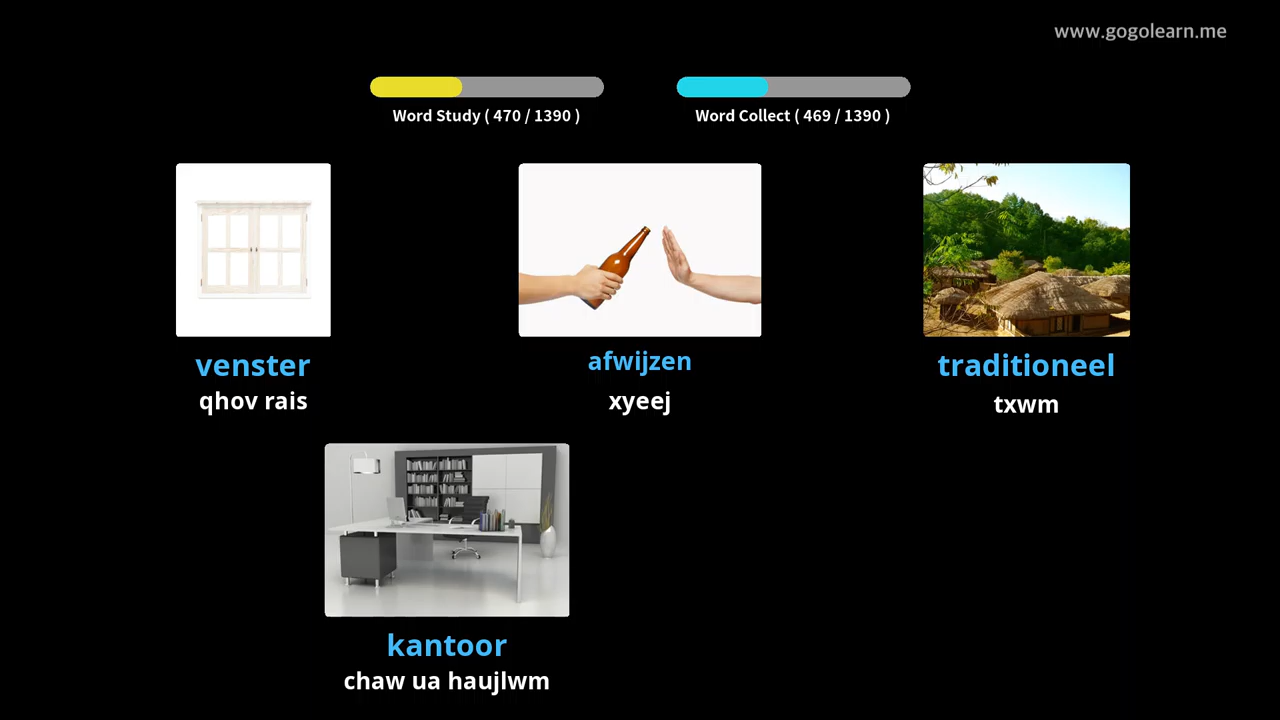 www.gogolearn.me
Word Study ( 470 / 1390 )
Word Collect ( 469 / 1390 )
venster
qhov rais
afwijzen
xyeej
traditioneel
txwm
kantoor
chaw ua haujlwm